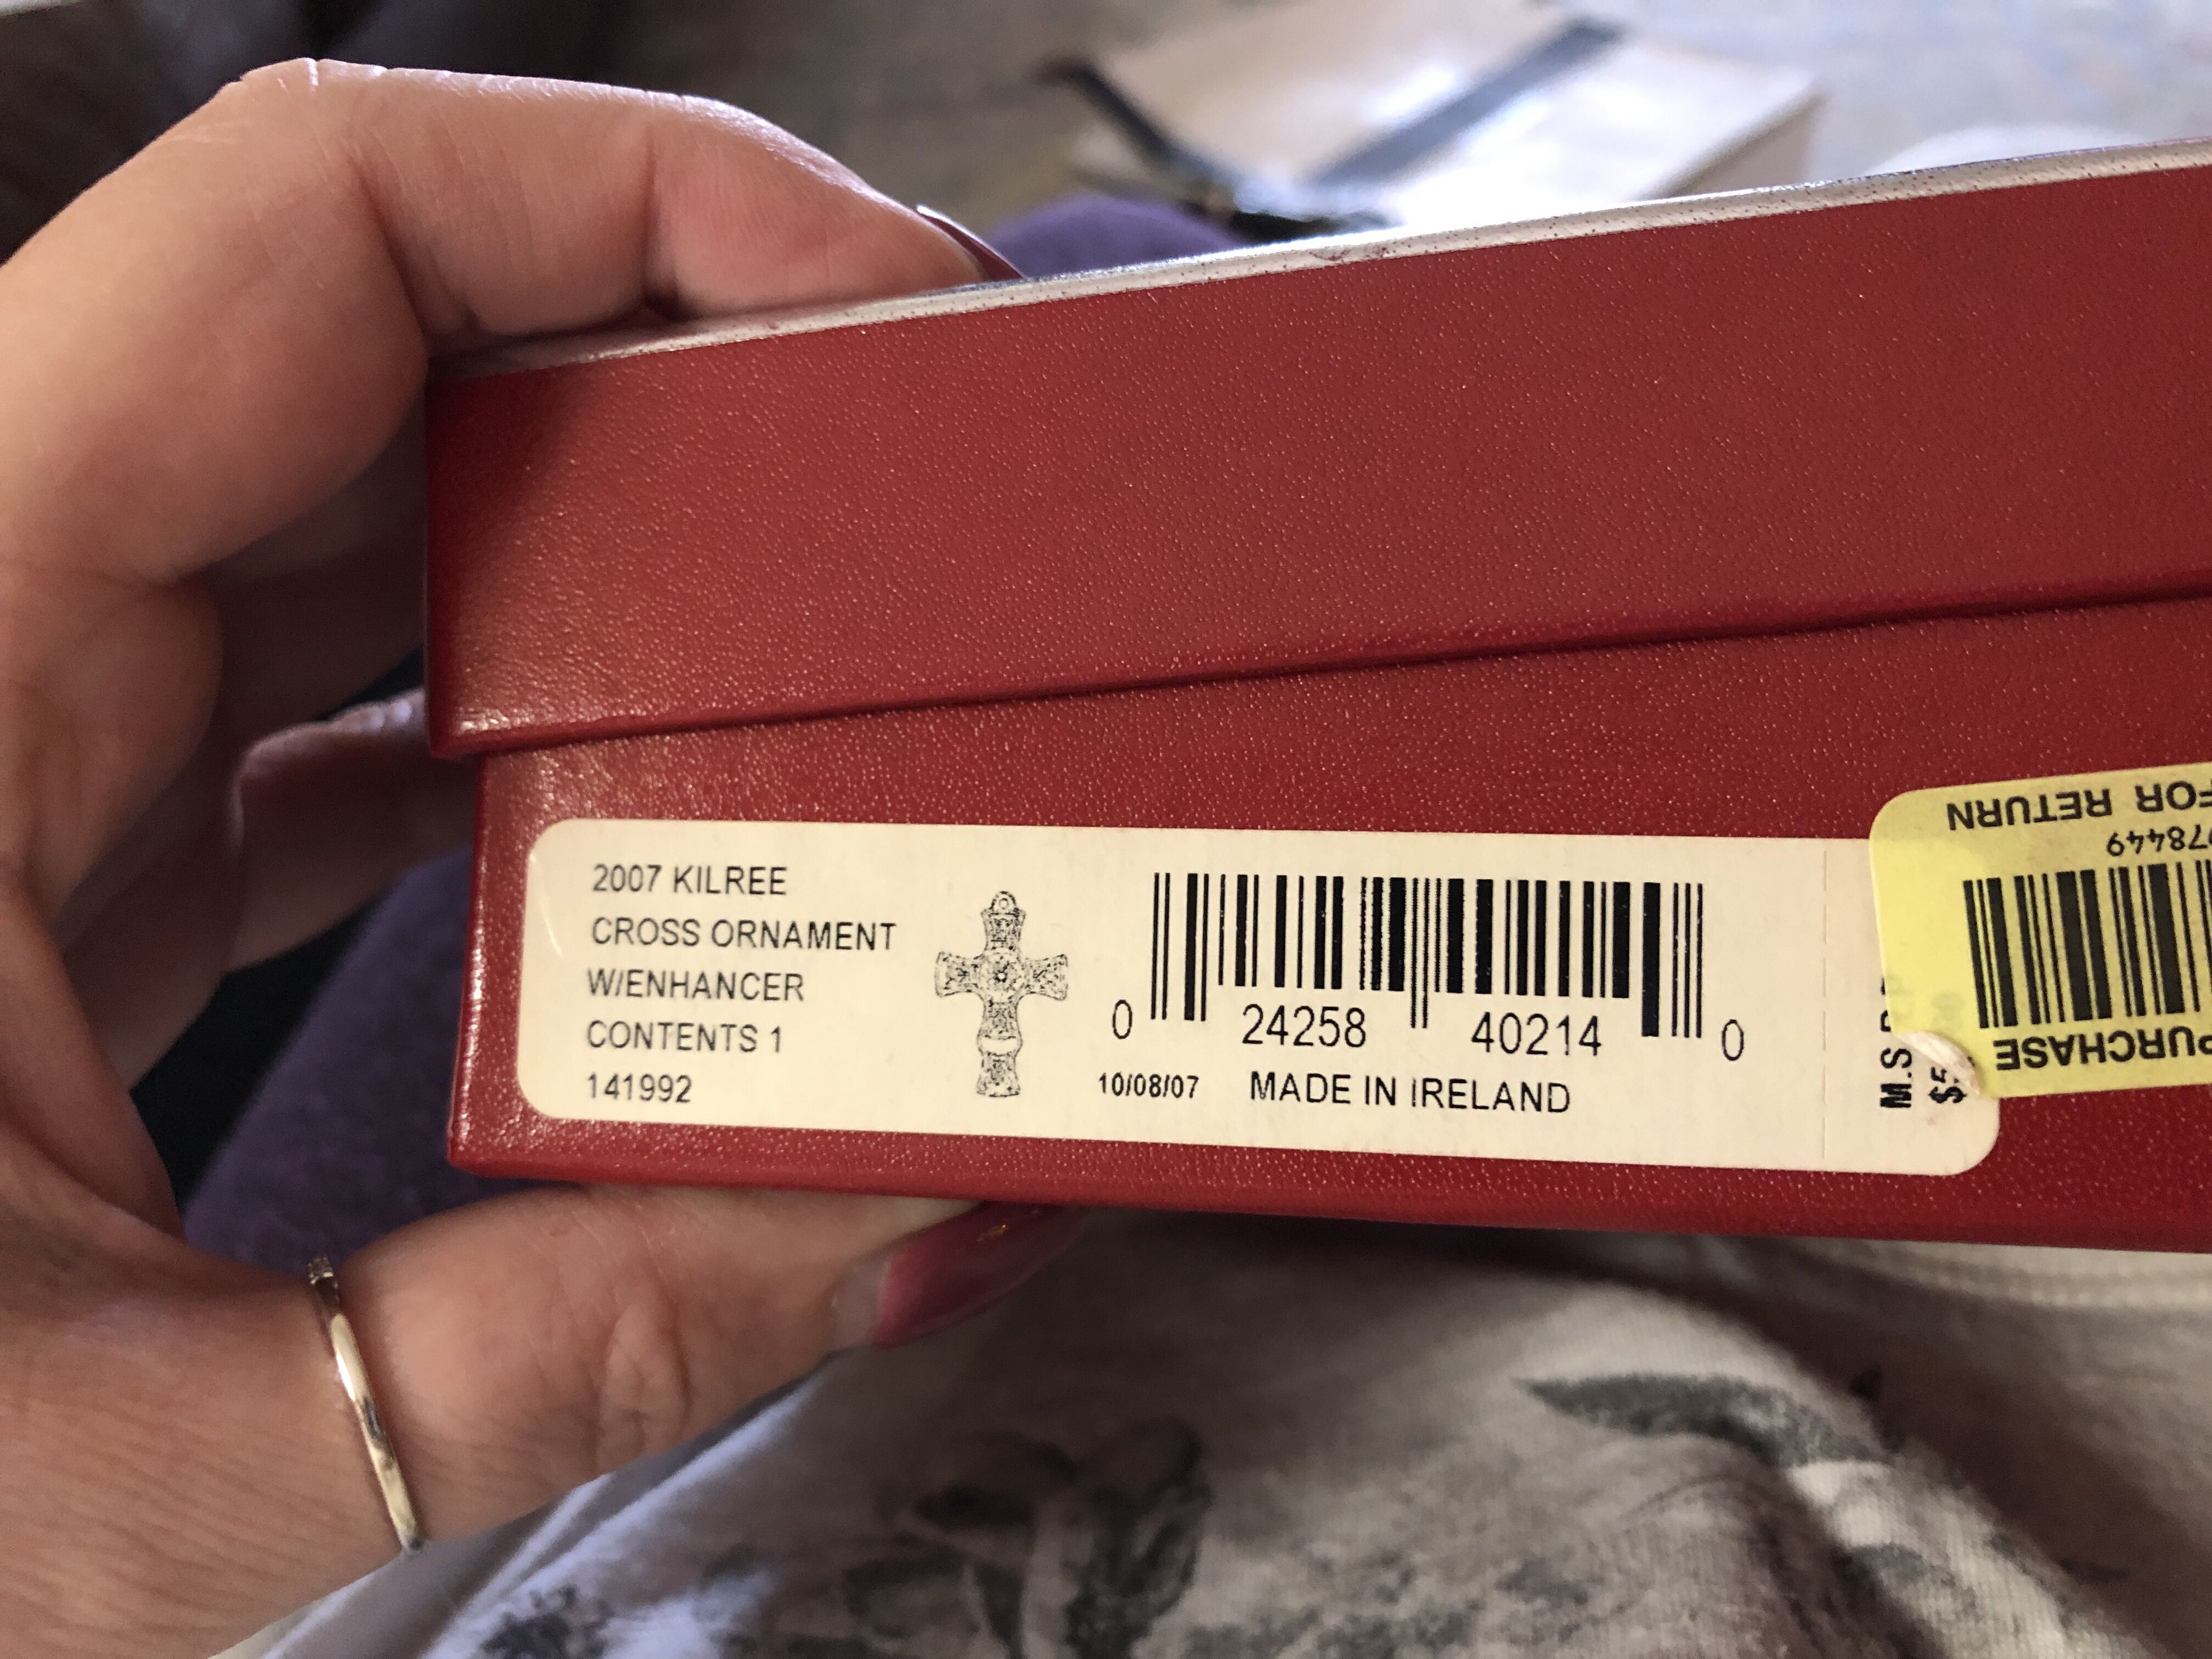 2007 KILREE
CROSS ORNAMENT
W/ENHANCER
CONTENTS 1
141992
0 24258 40214 0
10/08/07 MADE IN IRELAND
M.S.R.P
$5
FOR RETURN
78449
PURCHASE